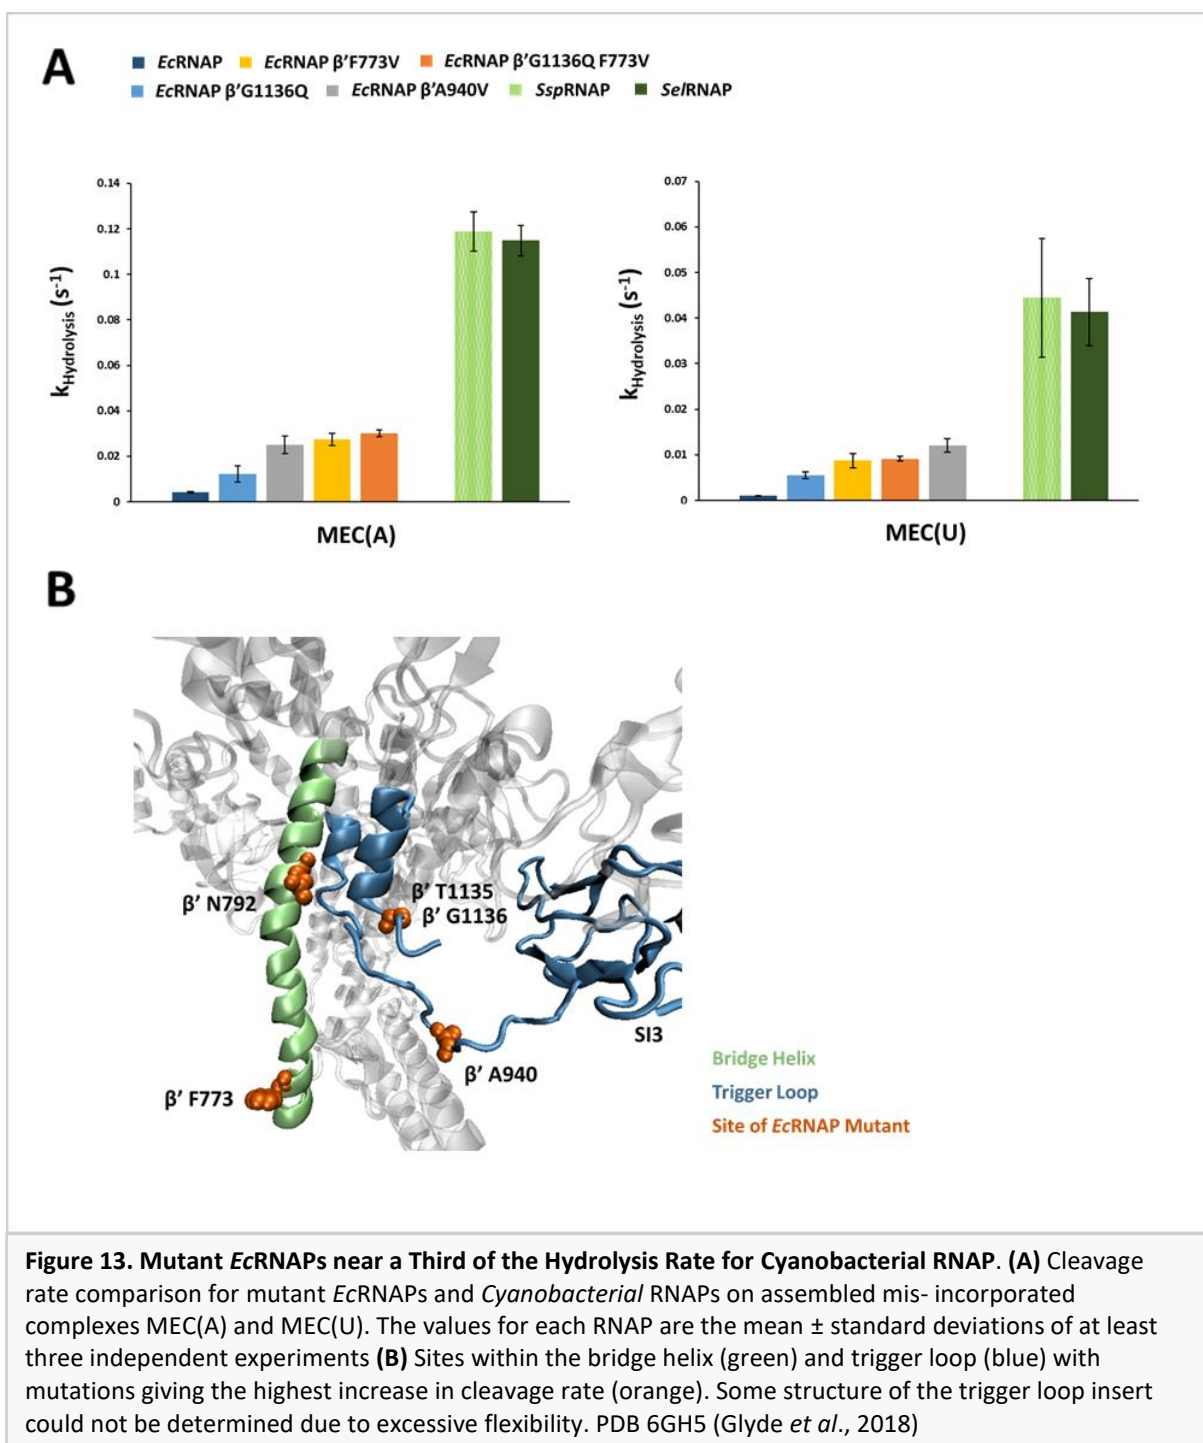 A
EcRNAP EcRNAP β'F773V EcRNAP β'G1136Q F773V
EcRNAP β'G1136Q EcRNAP β'A940V SspRNAP SelRNAP
0.14
0.12
0.1
0.08
0.06
0.04
0.02
0
kHydrolysis (s-1)
MEC(A)
0.07
0.06
0.05
0.04
0.03
0.02
0.01
0
kHydrolysis (s-1)
MEC(U)
B
β' N792
β' T1135
β' G1136
SI3
β' A940
β' F773
Bridge Helix
Trigger Loop
Site of EcRNAP Mutant
Figure 13. Mutant EcRNAPs near a Third of the Hydrolysis Rate for Cyanobacterial RNAP. (A) Cleavage
rate comparison for mutant EcRNAPs and Cyanobacterial RNAPs on assembled mis- incorporated
complexes MEC(A) and MEC(U). The values for each RNAP are the mean ± standard deviations of at least
three independent experiments (B) Sites within the bridge helix (green) and trigger loop (blue) with
mutations giving the highest increase in cleavage rate (orange). Some structure of the trigger loop insert
could not be determined due to excessive flexibility. PDB 6GH5 (Glyde et al., 2018)